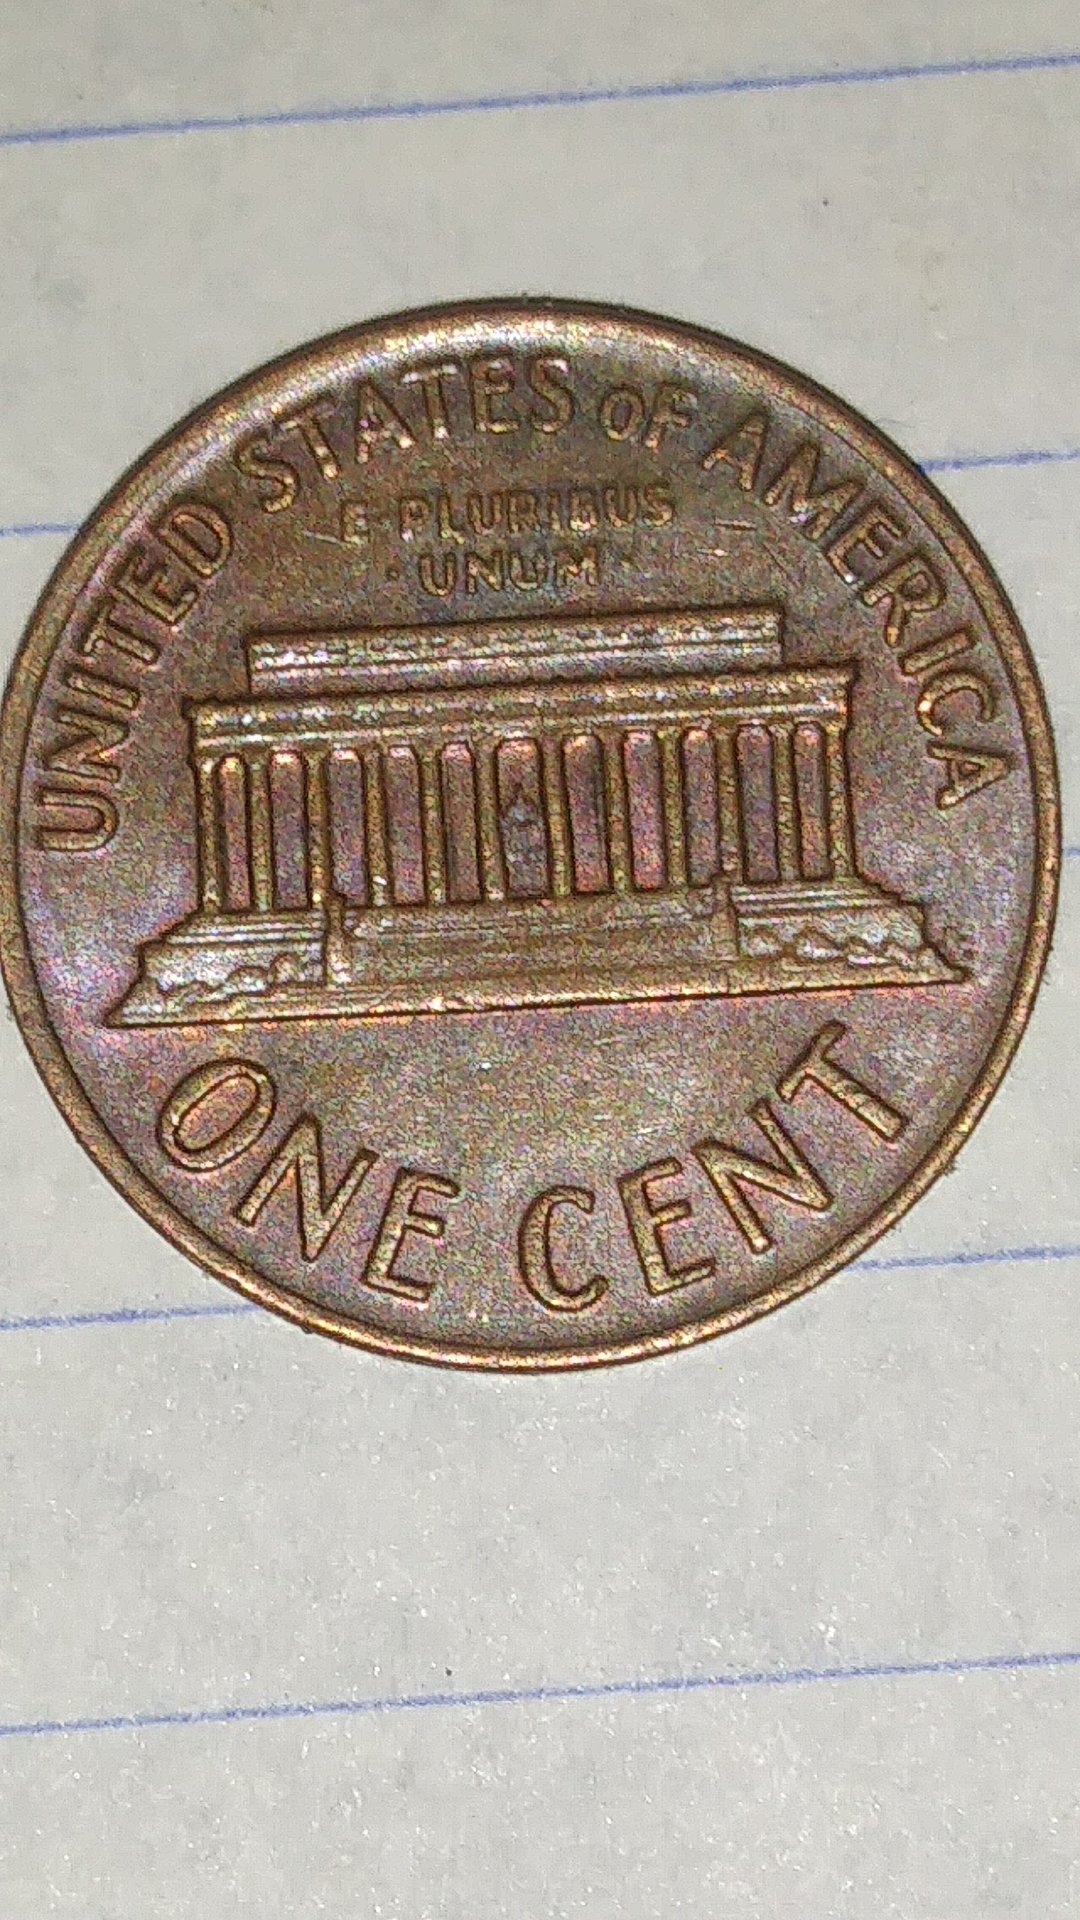 UNITED STATES OF AMERICA
E PLURIBUS
· UNUM ·
ONE CENT